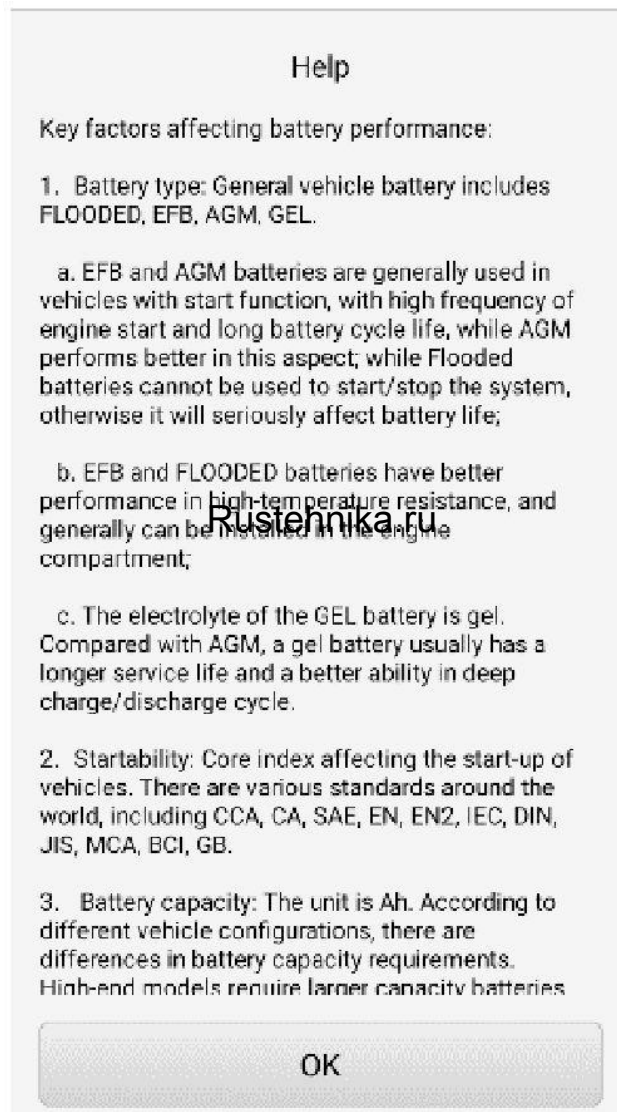 Help
Key factors affecting battery performance:
1. Battery type: General vehicle battery includes
FLOODED, EFB, AGM, GEL.
a. EFB and AGM batteries are generally used in
vehicles with start function, with high frequency of
engine start and long battery cycle life, while AGM
performs better in this aspect; while Flooded
batteries cannot be used to start/stop the system,
otherwise it will seriously affect battery life;
b. EFB and FLOODED batteries have better
performance in high-temperature resistance, and
Rustehnika.ru
generally can be installed in the engine
compartment;
c. The electrolyte of the GEL battery is gel.
Compared with AGM, a gel battery usually has a
longer service life and a better ability in deep
charge/discharge cycle.
2. Startability: Core index affecting the start-up of
vehicles. There are various standards around the
world, including CCA, CA, SAE, EN, EN2, IEC, DIN,
JIS, MCA, BCI, GB.
3. Battery capacity: The unit is Ah. According to
different vehicle configurations, there are
differences in battery capacity requirements.
High-end models require larger capacity batteries
OK